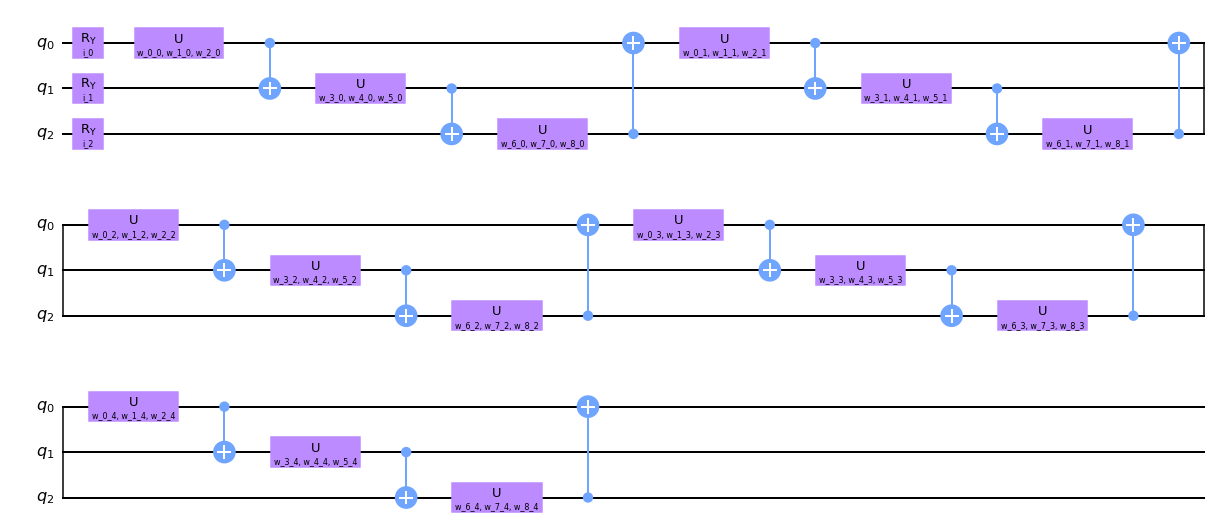 q0 RY i_0 U w_0_0, w_1_0, w_2_0 U w_0_1, w_1_1, w_2_1
q1 RY i_1 U w_3_0, w_4_0, w_5_0 U w_3_1, w_4_1, w_5_1
q2 RY i_2 U w_6_0, w_7_0, w_8_0 U w_6_1, w_7_1, w_8_1
q0 U w_0_2, w_1_2, w_2_2 U w_0_3, w_1_3, w_2_3
q1 U w_3_2, w_4_2, w_5_2 U w_3_3, w_4_3, w_5_3
q2 U w_6_2, w_7_2, w_8_2 U w_6_3, w_7_3, w_8_3
q0 U w_0_4, w_1_4, w_2_4
q1 U w_3_4, w_4_4, w_5_4
q2 U w_6_4, w_7_4, w_8_4